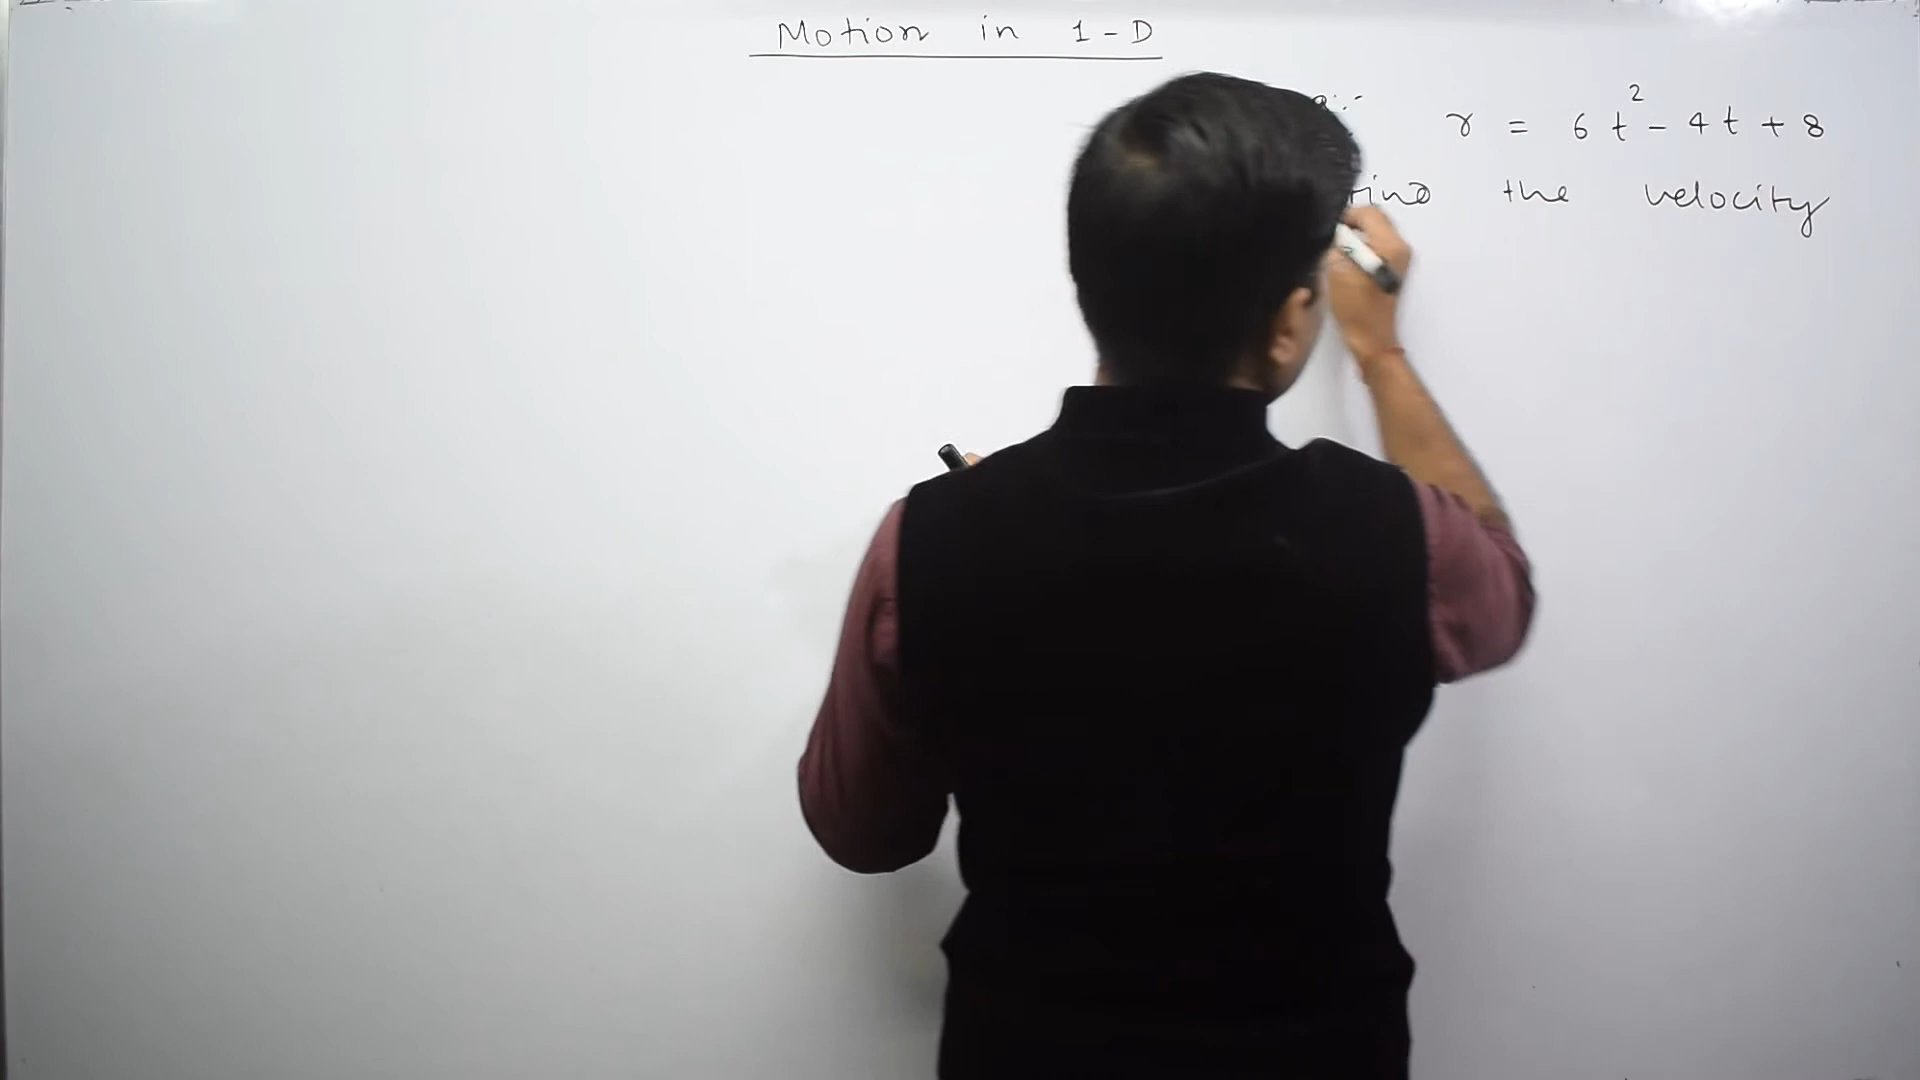 Motion in 1-D
r = 6t² - 4t + 8
find the velocity